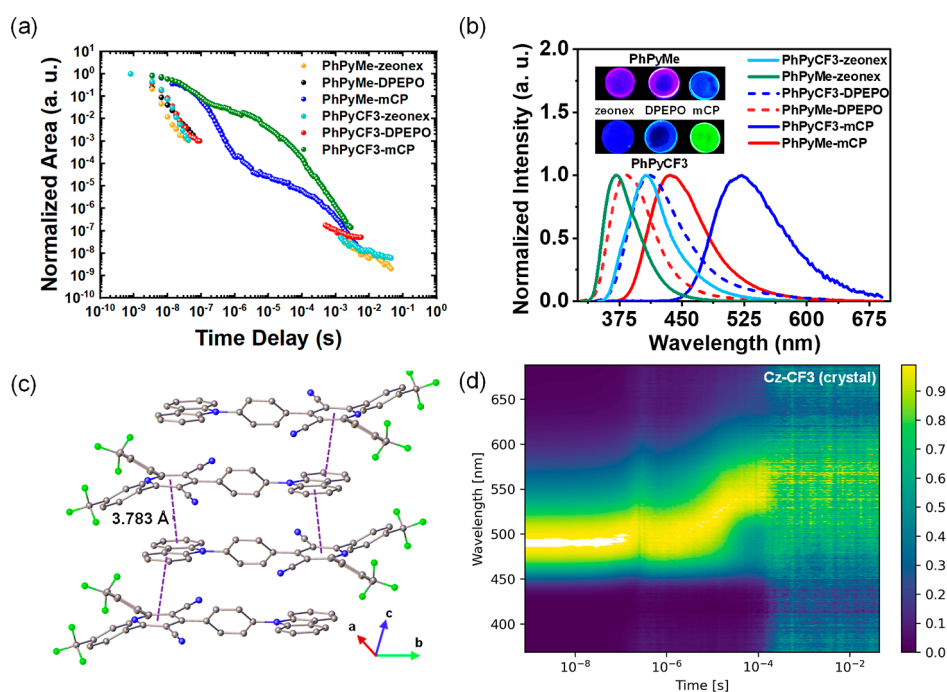 (a)
Normalized Area (a. u.)
10¹
10⁰
10⁻¹
10⁻²
10⁻³
10⁻⁴
10⁻⁵
10⁻⁶
10⁻⁷
10⁻⁸
10⁻⁹
10⁻¹⁰
PhPyMe-zeonex
PhPyMe-DPEPO
PhPyMe-mCP
PhPyCF3-zeonex
PhPyCF3-DPEPO
PhPyCF3-mCP
10⁻¹⁰ 10⁻⁹ 10⁻⁸ 10⁻⁷ 10⁻⁶ 10⁻⁵ 10⁻⁴ 10⁻³ 10⁻² 10⁻¹ 10⁰
Time Delay (s)
(b)
Normalized Intensity (a. u.)
2.0
1.5
1.0
0.5
0.0
PhPyMe
zeonex DPEPO mCP
PhPyCF3
PhPyCF3-zeonex
PhPyMe-zeonex
PhPyCF3-DPEPO
PhPyMe-DPEPO
PhPyCF3-mCP
PhPyMe-mCP
375 450 525 600 675
Wavelength (nm)
(c)
3.783 Å
a
c
b
(d)
Cz-CF3 (crystal)
Wavelength [nm]
650
600
550
500
450
400
10⁻⁸ 10⁻⁶ 10⁻⁴ 10⁻²
Time [s]
0.9
0.8
0.7
0.6
0.5
0.4
0.3
0.2
0.1
0.0